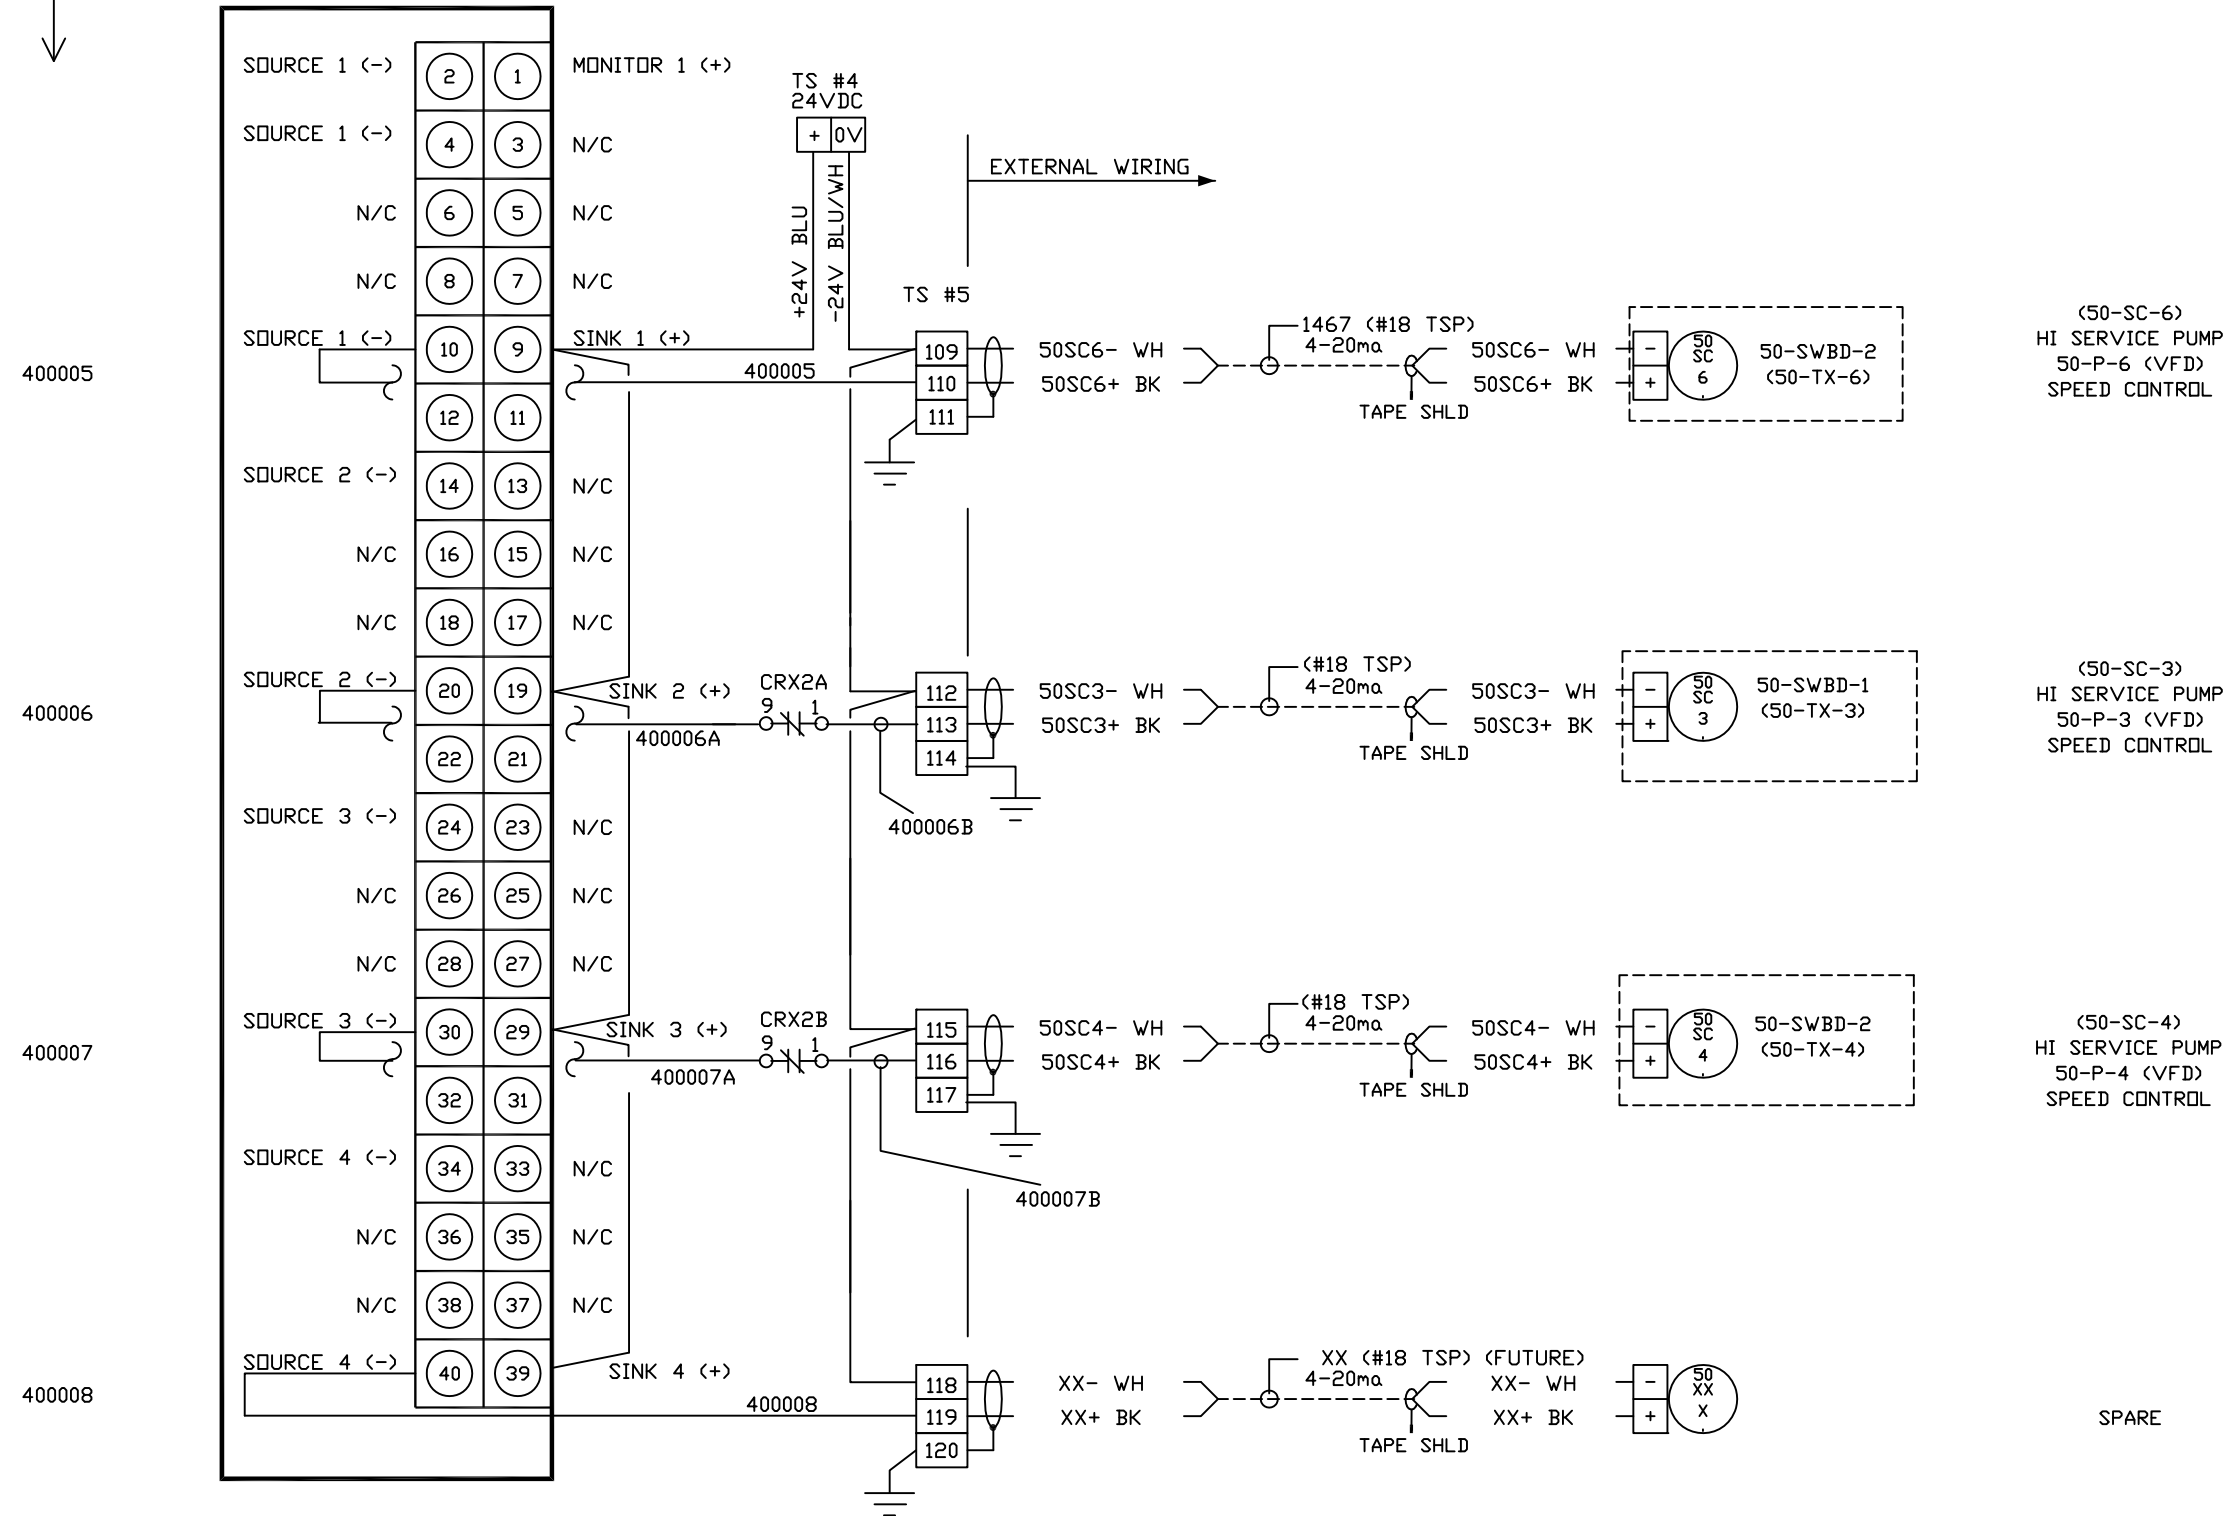 SOURCE 1 (-)
2
1
MONITOR 1 (+)
TS #4
24VDC
+
0V
SOURCE 1 (-)
4
3
N/C
EXTERNAL WIRING
N/C
6
5
N/C
+24V BLU
-24V BLU/WH
N/C
8
7
N/C
TS #5
400005
SOURCE 1 (-)
10
9
SINK 1 (+)
400005
109
110
111
50SC6- WH
50SC6+ BK
1467 (#18 TSP)
4-20ma
TAPE SHLD
50SC6- WH
50SC6+ BK
-
+
50
SC
6
50-SWBD-2
(50-TX-6)
(50-SC-6)
HI SERVICE PUMP
50-P-6 (VFD)
SPEED CONTROL
12
11
SOURCE 2 (-)
14
13
N/C
N/C
16
15
N/C
N/C
18
17
N/C
400006
SOURCE 2 (-)
20
19
SINK 2 (+)
CRX2A
9
1
400006A
112
113
114
400006B
50SC3- WH
50SC3+ BK
(#18 TSP)
4-20ma
TAPE SHLD
50SC3- WH
50SC3+ BK
-
+
50
SC
3
50-SWBD-1
(50-TX-3)
(50-SC-3)
HI SERVICE PUMP
50-P-3 (VFD)
SPEED CONTROL
22
21
SOURCE 3 (-)
24
23
N/C
N/C
26
25
N/C
N/C
28
27
N/C
400007
SOURCE 3 (-)
30
29
SINK 3 (+)
CRX2B
9
1
400007A
115
116
117
400007B
50SC4- WH
50SC4+ BK
(#18 TSP)
4-20ma
TAPE SHLD
50SC4- WH
50SC4+ BK
-
+
50
SC
4
50-SWBD-2
(50-TX-4)
(50-SC-4)
HI SERVICE PUMP
50-P-4 (VFD)
SPEED CONTROL
32
31
SOURCE 4 (-)
34
33
N/C
N/C
36
35
N/C
N/C
38
37
N/C
400008
SOURCE 4 (-)
40
39
SINK 4 (+)
400008
118
119
120
XX- WH
XX+ BK
XX (#18 TSP) (FUTURE)
4-20ma
TAPE SHLD
XX- WH
XX+ BK
-
+
50
XX
X
SPARE